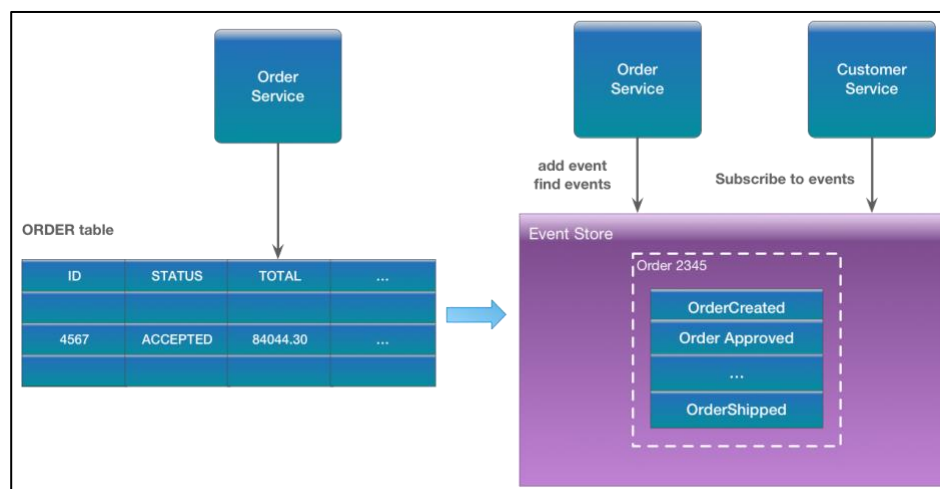 Order
Service
ORDER table
ID STATUS TOTAL ...
4567 ACCEPTED 84044.30 ...
Order
Service
Customer
Service
add event
find events
Subscribe to events
Event Store
Order 2345
OrderCreated
Order Approved
...
OrderShipped